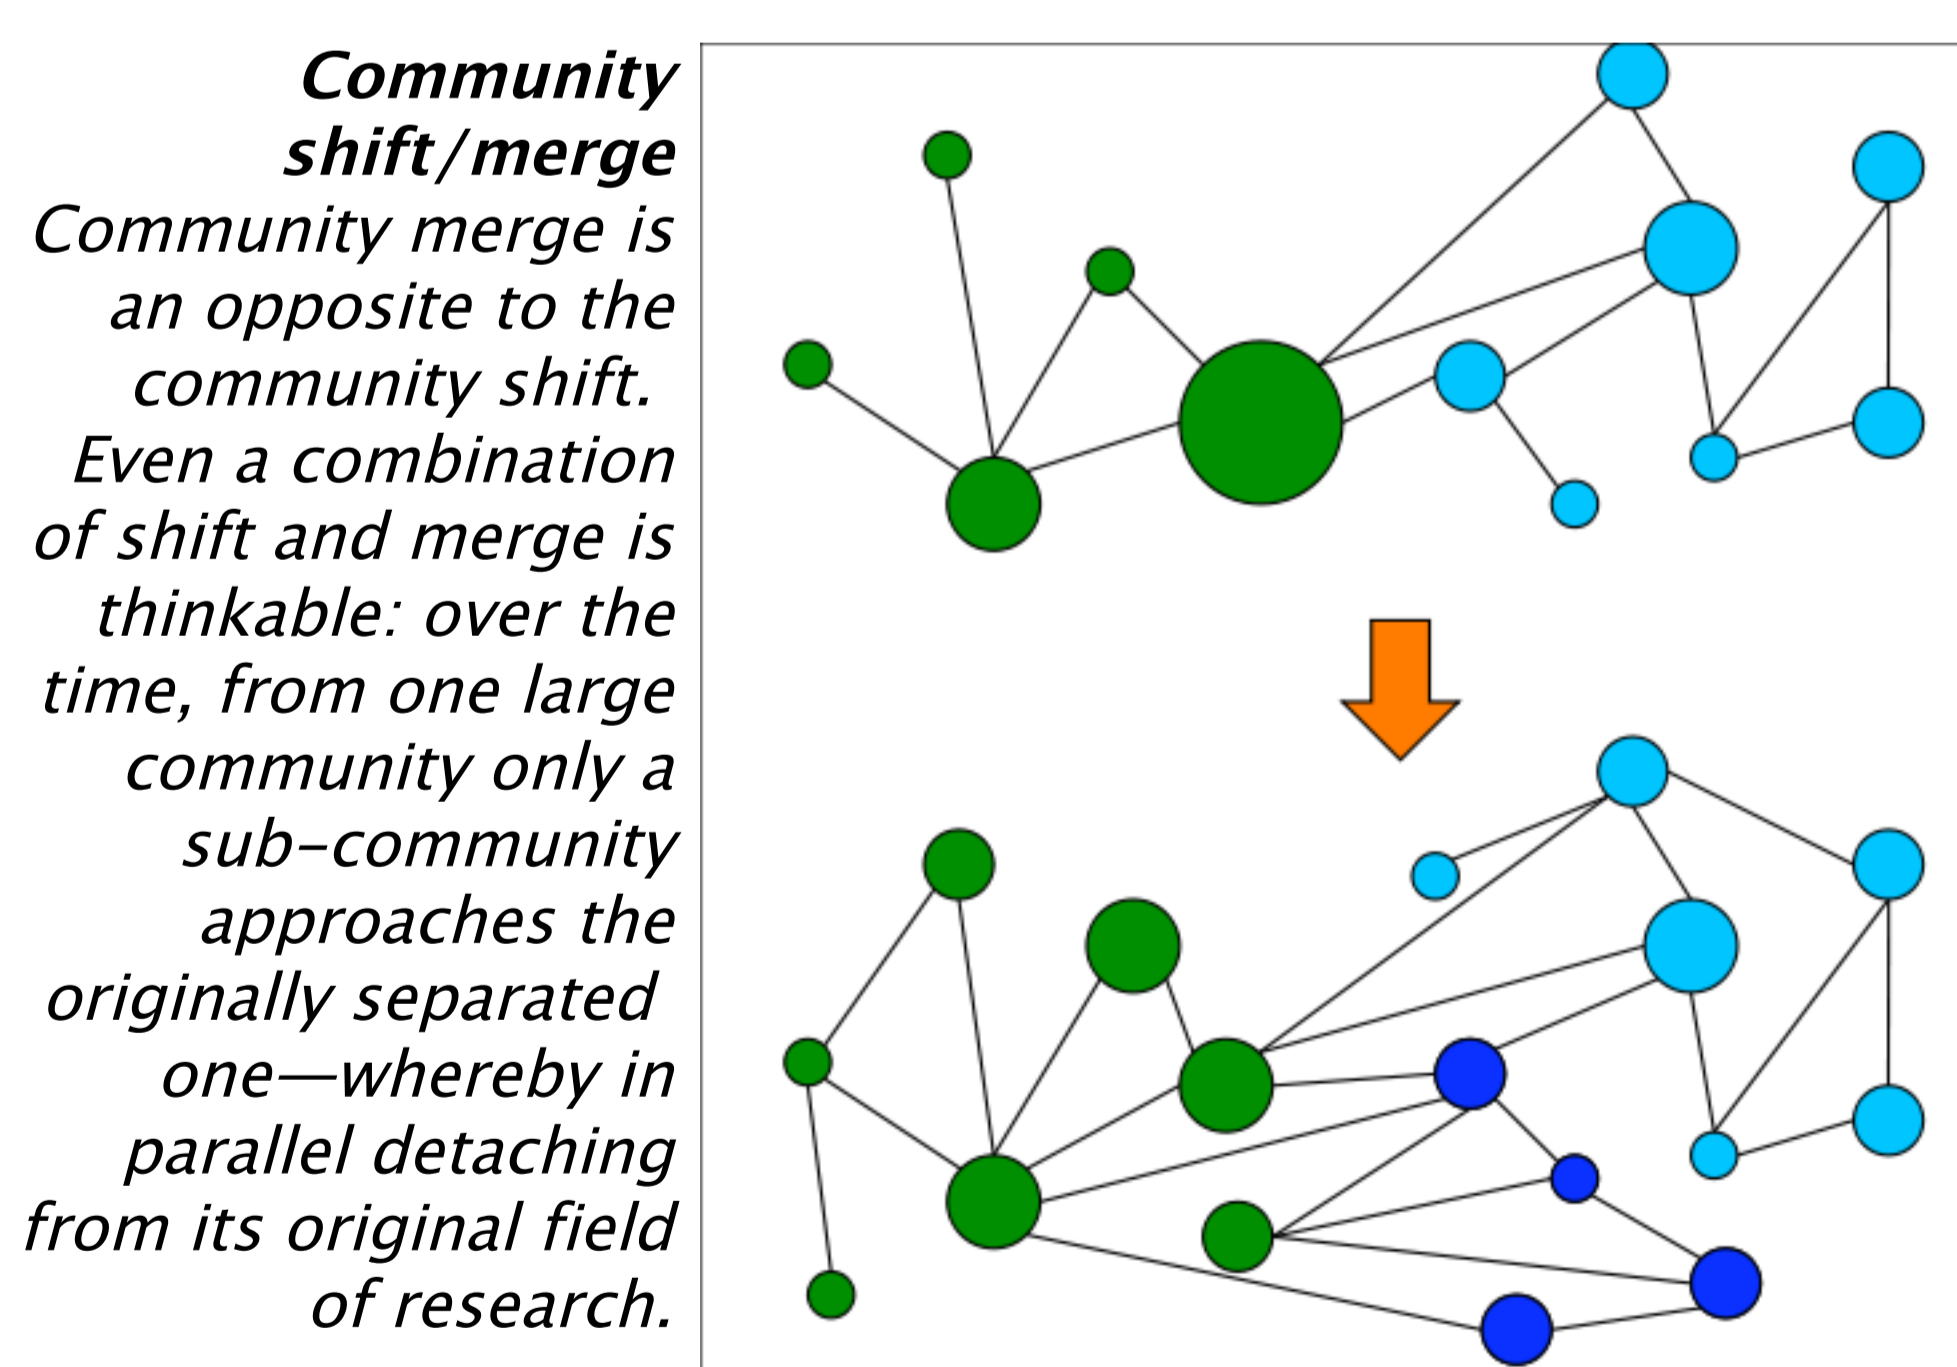 Community
shift/merge
Community merge is
an opposite to the
community shift.
Even a combination
of shift and merge is
thinkable: over the
time, from one large
community only a
sub–community
approaches the
originally separated
one—whereby in
parallel detaching
from its original field
of research.